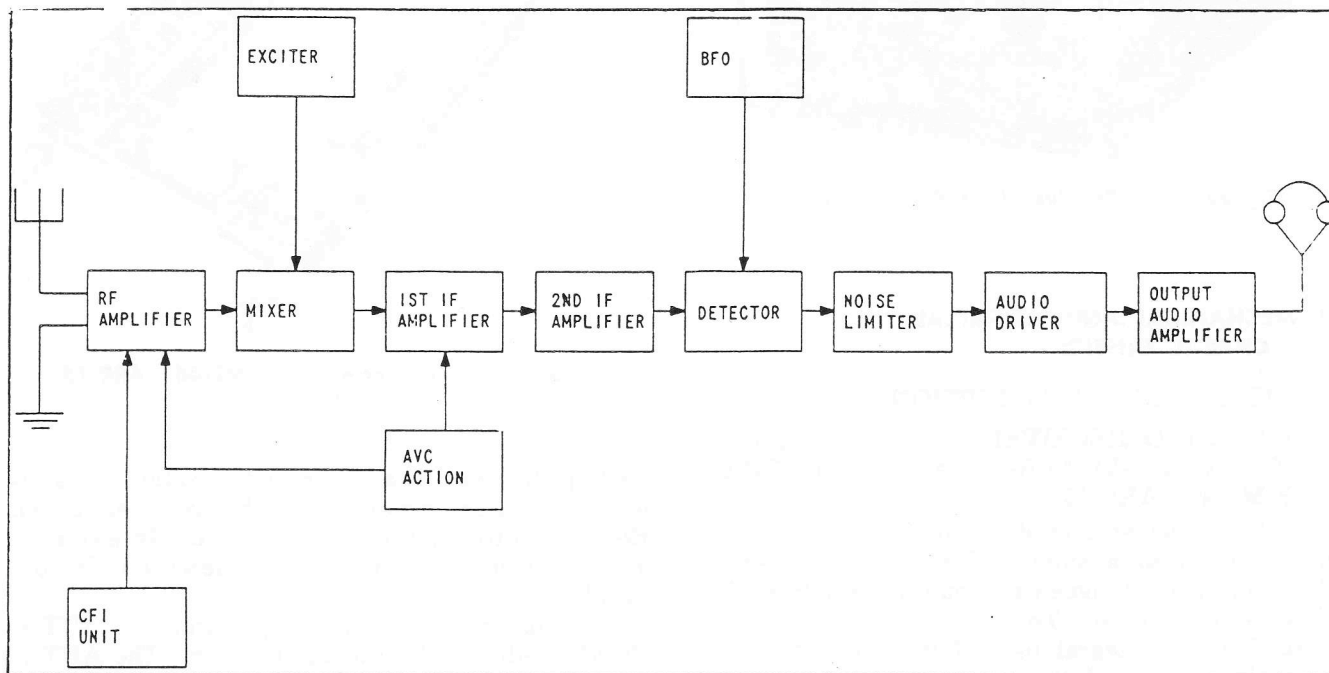 EXCITER
BFO
RF
AMPLIFIER
MIXER
1ST IF
AMPLIFIER
2ND IF
AMPLIFIER
DETECTOR
NOISE
LIMITER
AUDIO
DRIVER
OUTPUT
AUDIO
AMPLIFIER
AVC
ACTION
CFI
UNIT